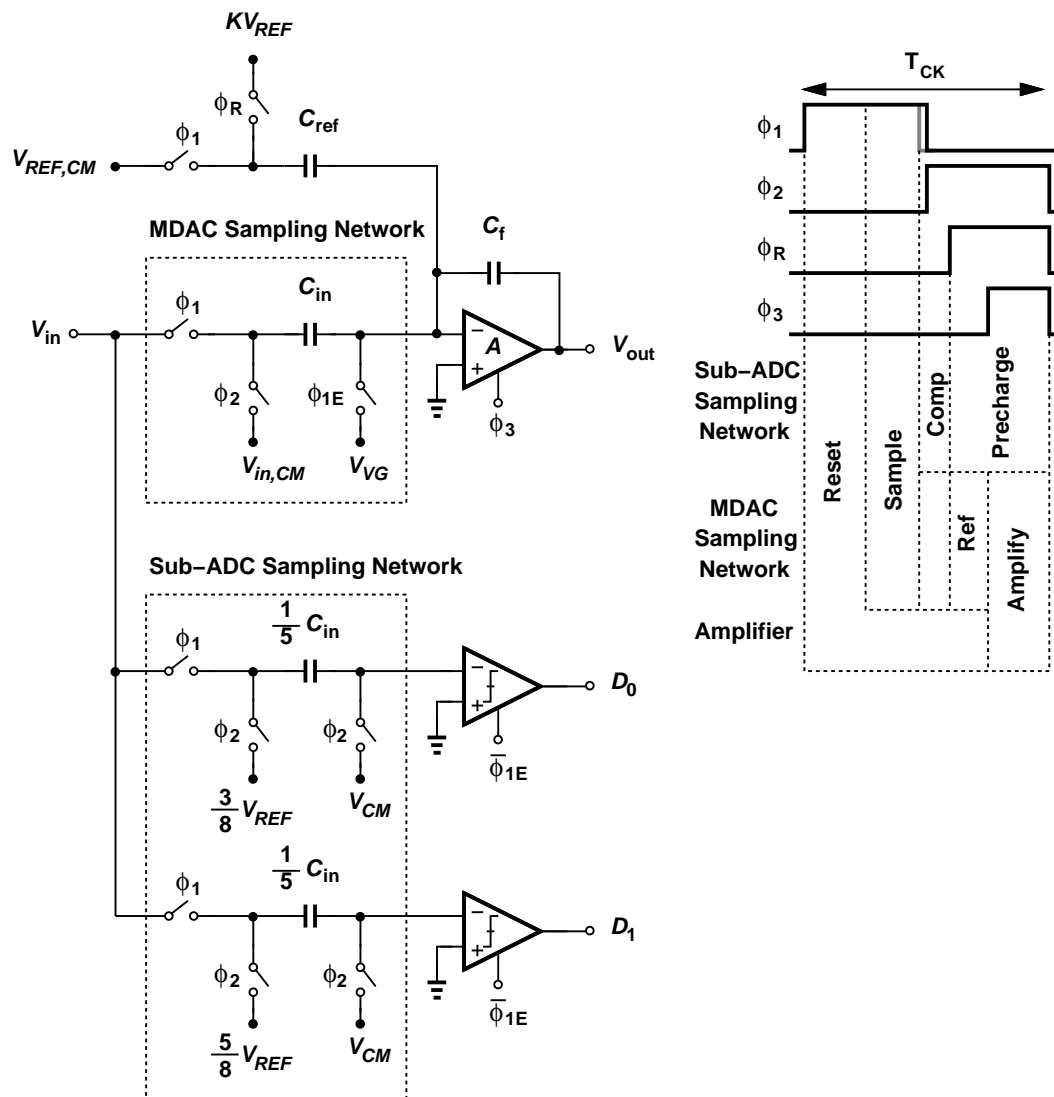 KV_REF
ϕ_R
C_ref
ϕ_1
V_REF,CM
MDAC Sampling Network
C_f
C_in
ϕ_1
V_in
A
V_out
ϕ_2
ϕ_1E
ϕ_3
V_in,CM
V_VG
Sub−ADC Sampling Network
1/5 C_in
ϕ_1
D_0
ϕ_2
ϕ_2
ϕ̅_1E
3/8 V_REF
V_CM
1/5 C_in
ϕ_1
D_1
ϕ_2
ϕ_2
ϕ̅_1E
5/8 V_REF
V_CM
T_CK
ϕ_1
ϕ_2
ϕ_R
ϕ_3
Sub−ADC
Sampling
Network
MDAC
Sampling
Network
Amplifier
Reset
Sample
Comp
Precharge
Ref
Amplify